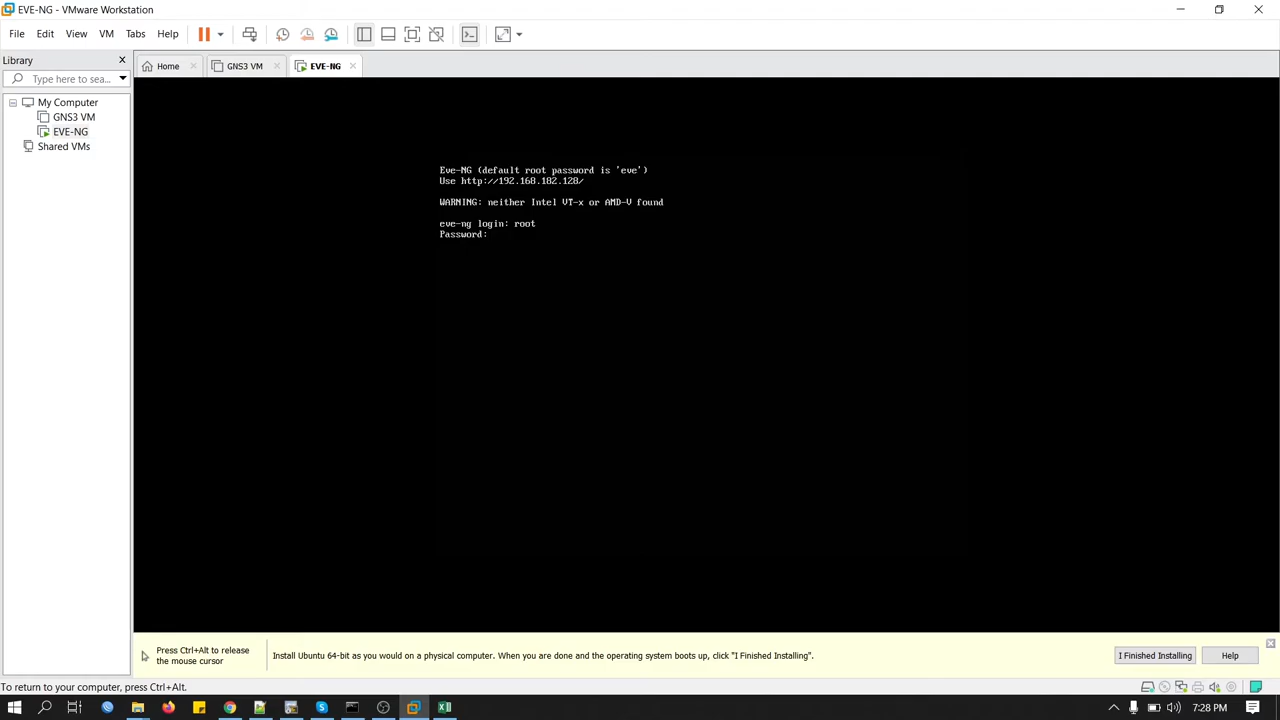 EVE-NG - VMware Workstation
File Edit View VM Tabs Help
Library
Type here to sea...
Home
GNS3 VM
EVE-NG
My Computer
GNS3 VM
EVE-NG
Shared VMs
Eve-NG (default root password is 'eve')
Use http://192.168.182.128/
WARNING: neither Intel VT-x or AMD-V found
eve-ng login: root
Password:
Press Ctrl+Alt to release
the mouse cursor
Install Ubuntu 64-bit as you would on a physical computer. When you are done and the operating system boots up, click "I Finished Installing".
I Finished Installing
Help
To return to your computer, press Ctrl+Alt.
7:28 PM